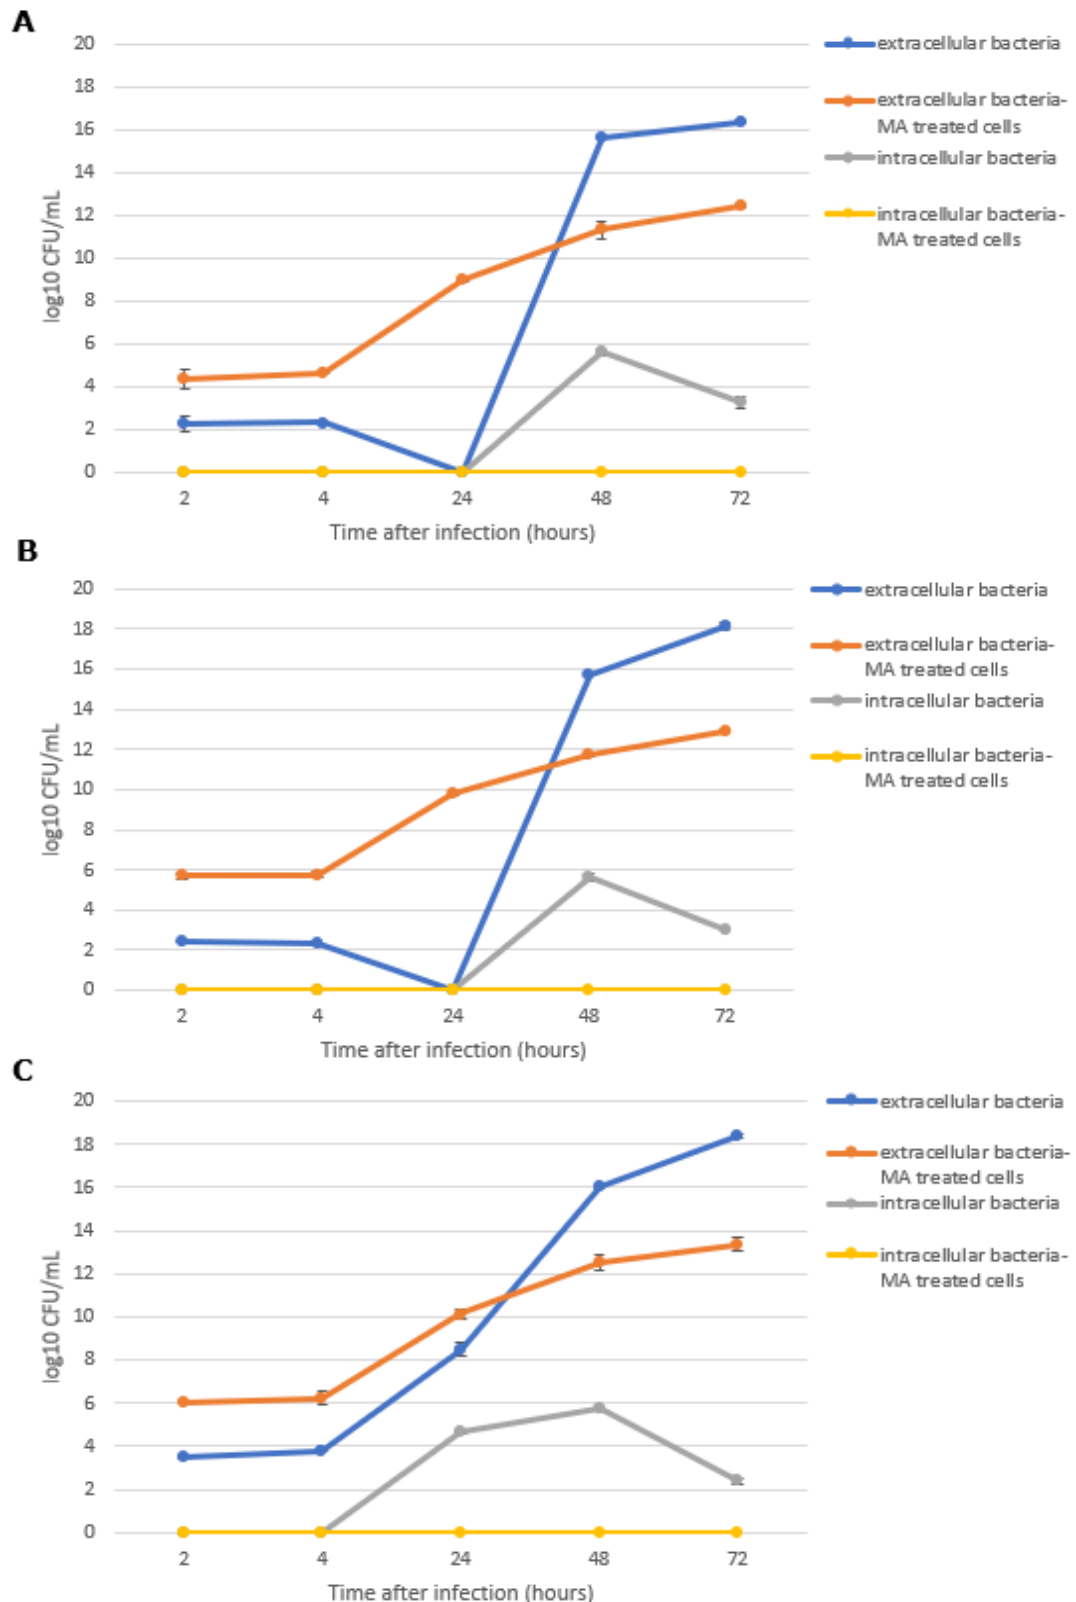 A
20
18
16
14
12
10
8
6
4
2
0
log10 CFU/mL
2 4 24 48 72
Time after infection (hours)
extracellular bacteria
extracellular bacteria-
MA treated cells
intracellular bacteria
intracellular bacteria-
MA treated cells
B
20
18
16
14
12
10
8
6
4
2
0
log10 CFU/mL
2 4 24 48 72
Time after infection (hours)
extracellular bacteria
extracellular bacteria-
MA treated cells
intracellular bacteria
intracellular bacteria-
MA treated cells
C
20
18
16
14
12
10
8
6
4
2
0
log10 CFU/mL
2 4 24 48 72
Time after infection (hours)
extracellular bacteria
extracellular bacteria-
MA treated cells
intracellular bacteria
intracellular bacteria-
MA treated cells